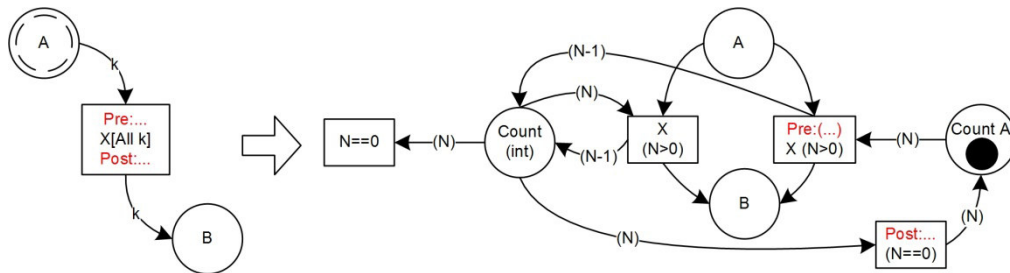 A
k
Pre:...
X[All k]
Post:...
k
B
N==0
(N)
Count
(int)
(N-1)
(N)
(N-1)
X
(N>0)
A
B
Pre:(...)
X (N>0)
(N)
Count A
(N)
Post:...
(N==0)
(N)